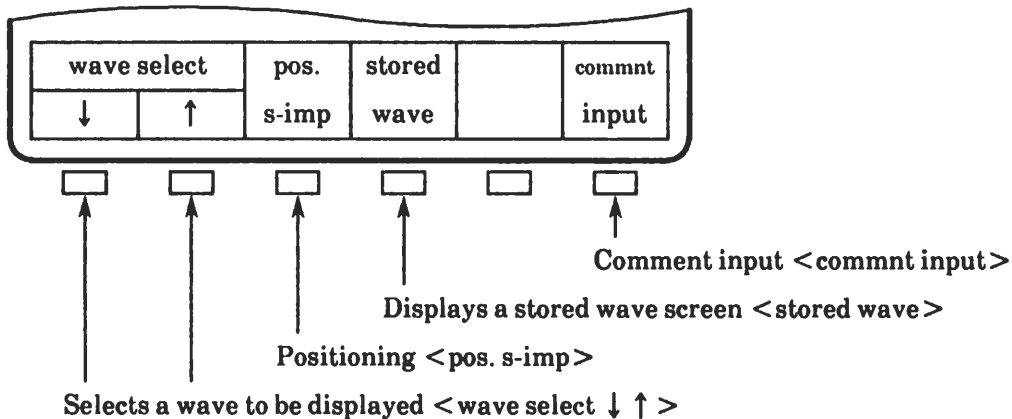 wave select
↓ ↑
pos.
s-imp
stored
wave
commnt
input
Comment input <commnt input>
Displays a stored wave screen <stored wave>
Positioning <pos. s-imp>
Selects a wave to be displayed <wave select ↓ ↑ >